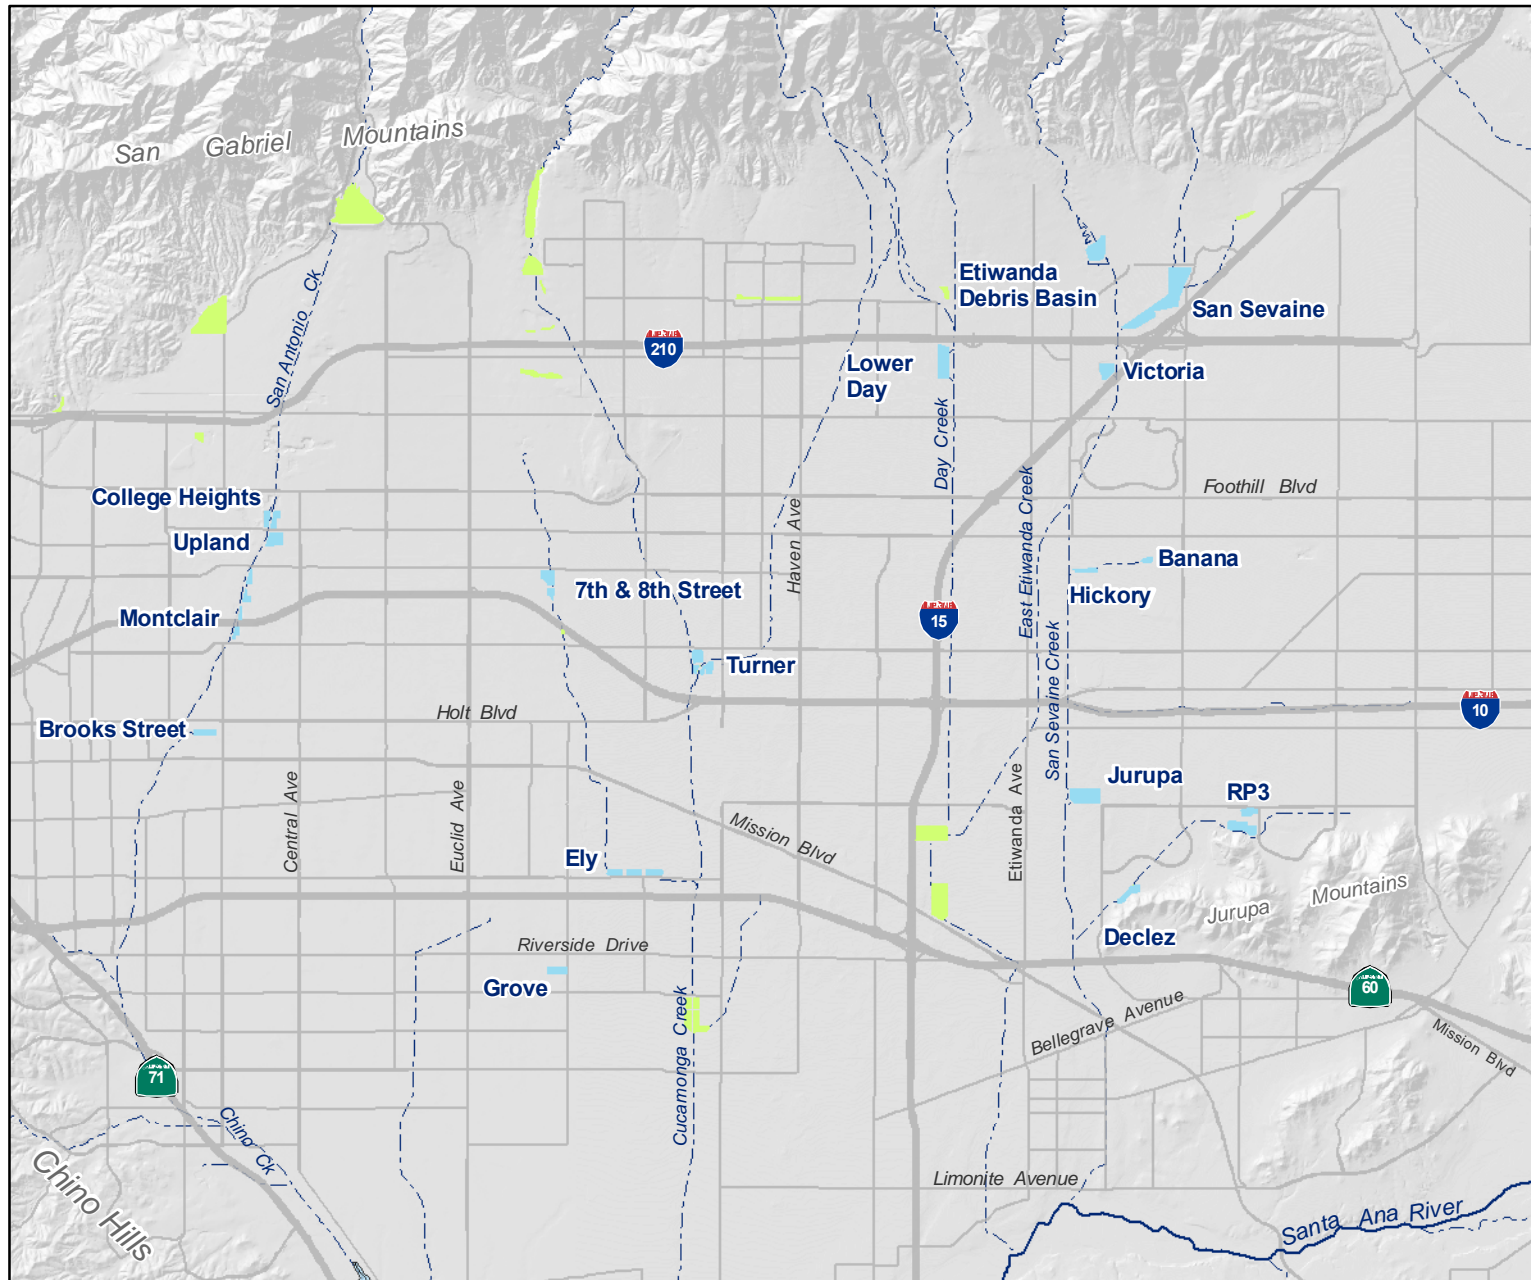 San Gabriel Mountains
San Antonio Ck
Etiwanda
Debris Basin
San Sevaine
210
Lower
Day
Victoria
Day Creek
College Heights
Upland
Foothill Blvd
Haven Ave
East Etiwanda Creek
Banana
Hickory
7th & 8th Street
Montclair
15
San Sevaine Creek
Turner
Holt Blvd
10
Brooks Street
Central Ave
Euclid Ave
Mission Blvd
Etiwanda Ave
Jurupa
RP3
Ely
Jurupa Mountains
Declez
Riverside Drive
Grove
60
Cucamonga Creek
Bellegrave Avenue
Mission Blvd
71
Chino Ck
Chino Hills
Limonite Avenue
Santa Ana River